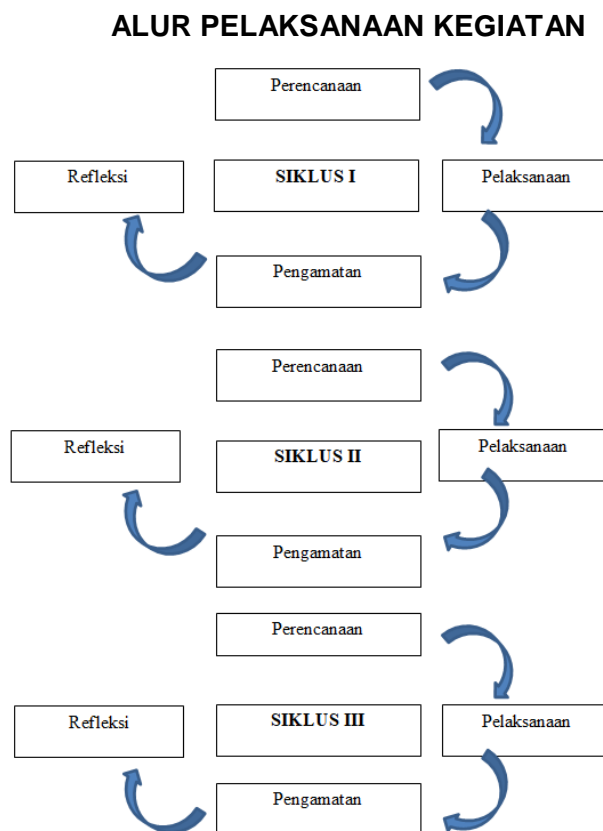 ALUR PELAKSANAAN KEGIATAN
Perencanaan
Refleksi
SIKLUS I
Pelaksanaan
Pengamatan
Perencanaan
Refleksi
SIKLUS II
Pelaksanaan
Pengamatan
Perencanaan
Refleksi
SIKLUS III
Pelaksanaan
Pengamatan